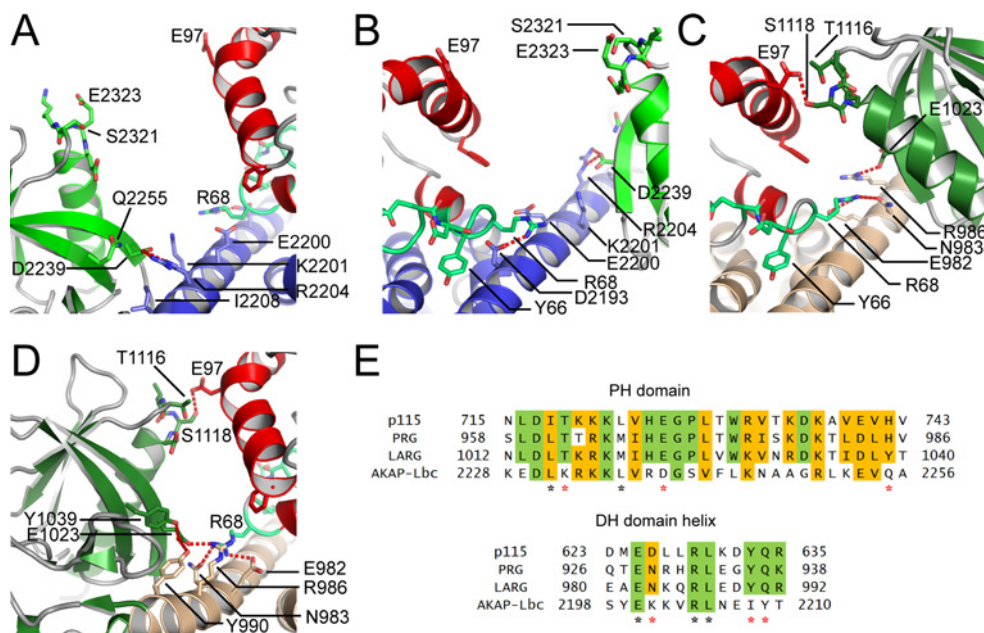 A
E97
E2323
S2321
Q2255
R68
D2239
E2200
K2201
R2204
I2208
B
S2321
E97
E2323
D2239
R2204
K2201
E2200
R68
D2193
Y66
C
S1118
T1116
E97
E1023
R986
N983
E982
R68
Y66
D
T1116
E97
S1118
Y1039
R68
E1023
E982
R986
N983
Y990
E
PH domain
p115 715 N L D I T K K K L V H E G P L T W R V T K D K A V E V H V 743
PRG 958 S L D L T T R K M I H E G P L T W R I S K D K T L D L H V 986
LARG 1012 N L D L T K R K M I H E G P L V W K V N R D K T I D L Y T 1040
AKAP-Lbc 2228 K E D L K R K K L V R D G S V F L K N A A G R L K E V Q A 2256
* * * * *
DH domain helix
p115 623 D M E D L L R L K D Y Q R 635
PRG 926 Q T E N R H R L E G Y Q K 938
LARG 980 E A E N K Q R L E G Y Q R 992
AKAP-Lbc 2198 S Y E K K V R L N E I Y T 2210
* * * * * *